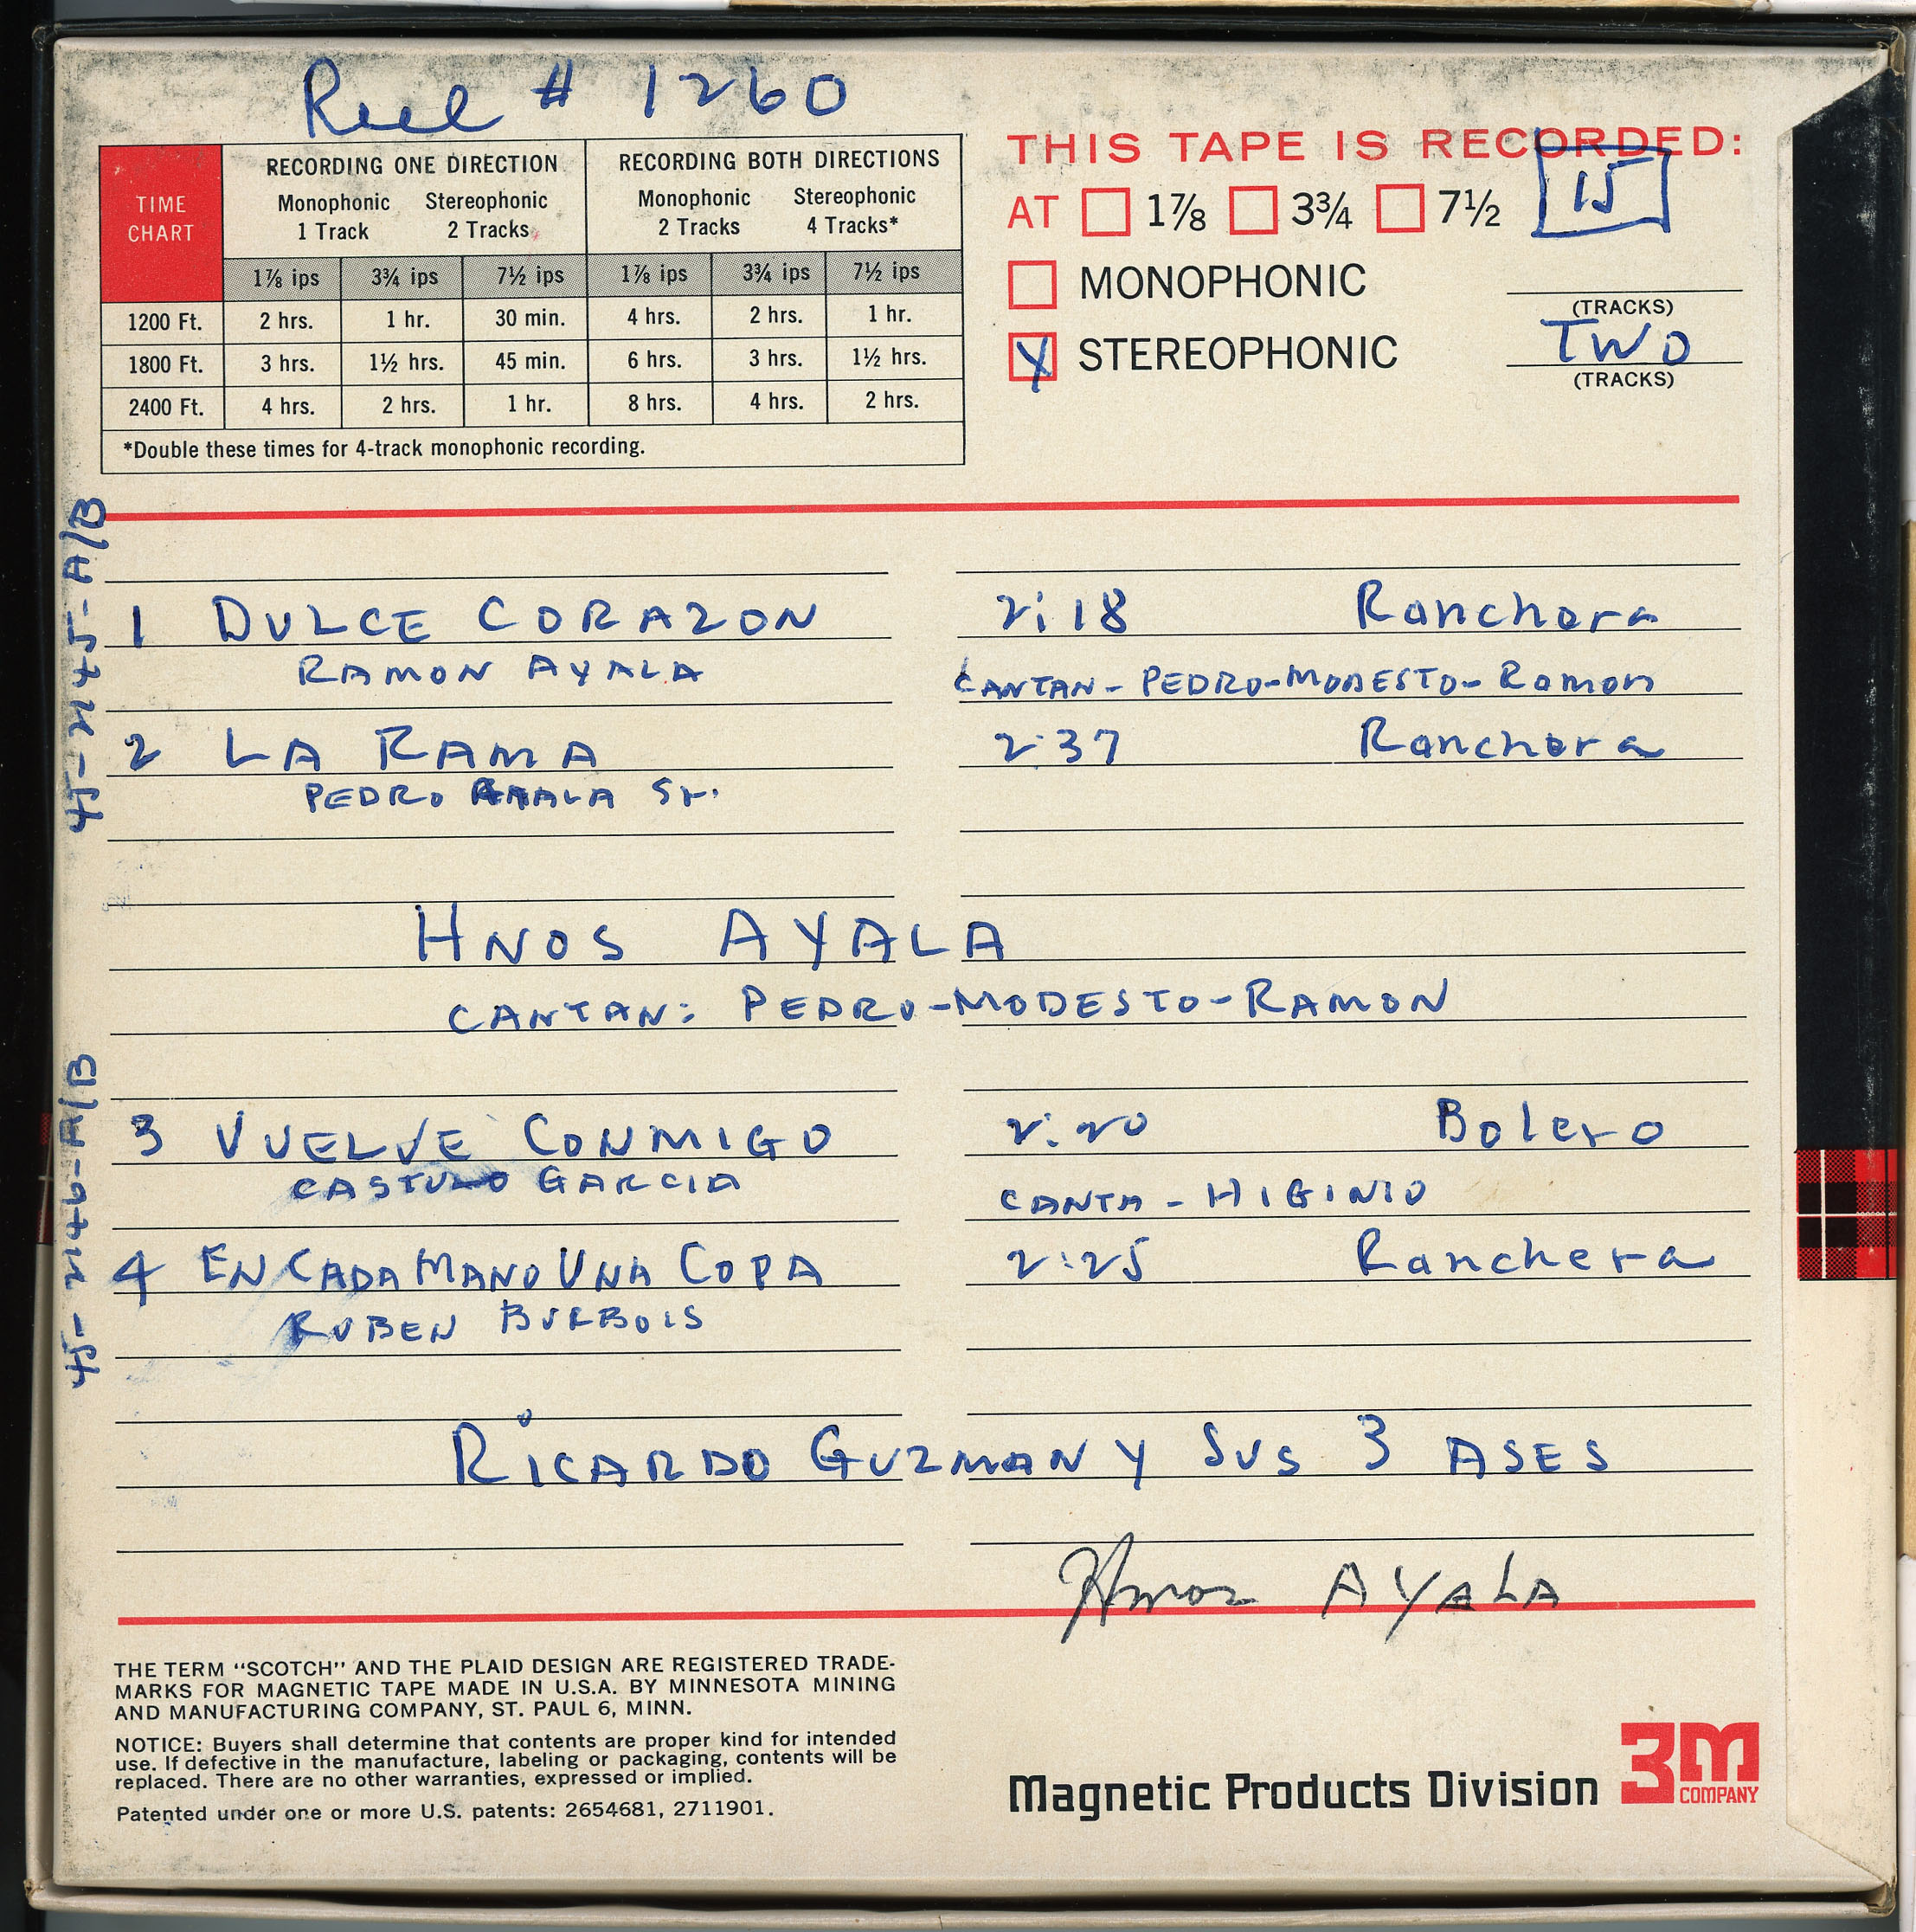 Reel # 1260
TIME CHART
RECORDING ONE DIRECTION RECORDING BOTH DIRECTIONS
Monophonic 1 Track Stereophonic 2 Tracks Monophonic 2 Tracks Stereophonic 4 Tracks*
1⅞ ips 3¾ ips 7½ ips 1⅞ ips 3¾ ips 7½ ips
1200 Ft. 2 hrs. 1 hr. 30 min. 4 hrs. 2 hrs. 1 hr.
1800 Ft. 3 hrs. 1½ hrs. 45 min. 6 hrs. 3 hrs. 1½ hrs.
2400 Ft. 4 hrs. 2 hrs. 1 hr. 8 hrs. 4 hrs. 2 hrs.
*Double these times for 4-track monophonic recording.
THIS TAPE IS RECORDED:
AT 1⅞ 3¾ 7½ 15
MONOPHONIC
(TRACKS)
X STEREOPHONIC TWO
(TRACKS)
45-2145-A/B
1 DULCE CORAZON 2:18 Ranchera
RAMON AYALA CANTAN-PEDRO-MODESTO-Ramon
2 LA RAMA 2:37 Ranchera
PEDRO AYALA Sr.
HNOS AYALA
CANTAN: PEDRO-MODESTO-RAMON
45-2146-A/B
3 VUELVE CONMIGO 2:20 Bolero
CASTULO GARCIA CANTA-HIGINIO
4 EN CADA MANO UNA COPA 2:25 Ranchera
RUBEN BURBOIS
RICARDO GUZMAN Y SUS 3 ASES
Hnos AYALA
THE TERM “SCOTCH” AND THE PLAID DESIGN ARE REGISTERED TRADE-
MARKS FOR MAGNETIC TAPE MADE IN U.S.A. BY MINNESOTA MINING
AND MANUFACTURING COMPANY, ST. PAUL 6, MINN.
NOTICE: Buyers shall determine that contents are proper kind for intended
use. If defective in the manufacture, labeling or packaging, contents will be
replaced. There are no other warranties, expressed or implied.
Patented under one or more U.S. patents: 2654681, 2711901.
Magnetic Products Division 3M COMPANY